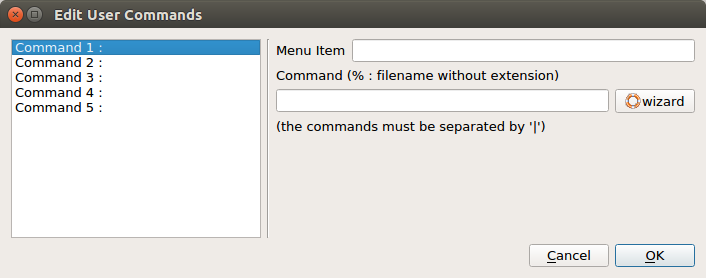 Edit User Commands
Command 1 :
Command 2 :
Command 3 :
Command 4 :
Command 5 :
Menu Item
Command (% : filename without extension)
wizard
(the commands must be separated by '|')
Cancel
OK